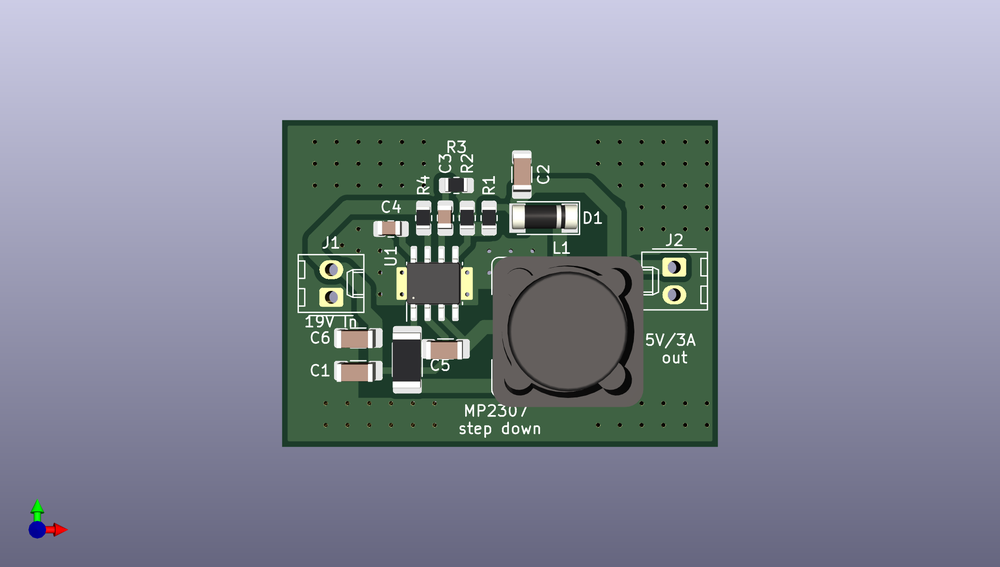 R3
C3
R2
R4
R1
C2
C4
D1
U1
J1
J2
L1
19V in
C6
5V/3A
out
C5
C1
MP2307
step down